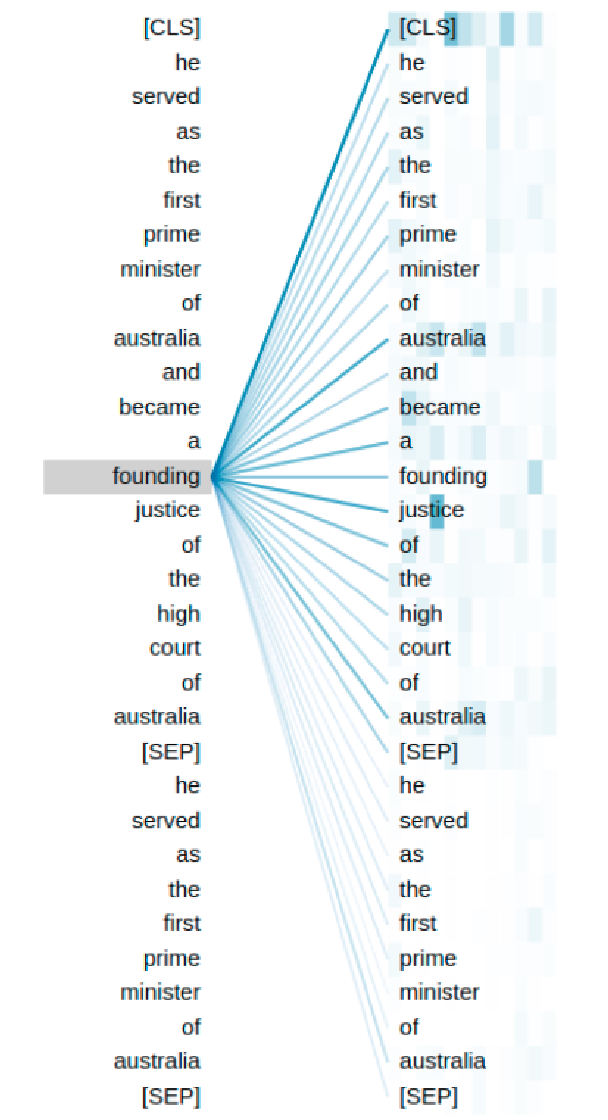 [CLS] [CLS]
he he
served served
as as
the the
first first
prime prime
minister minister
of of
australia australia
and and
became became
a a
founding founding
justice justice
of of
the the
high high
court court
of of
australia australia
[SEP] [SEP]
he he
served served
as as
the the
first first
prime prime
minister minister
of of
australia australia
[SEP] [SEP]